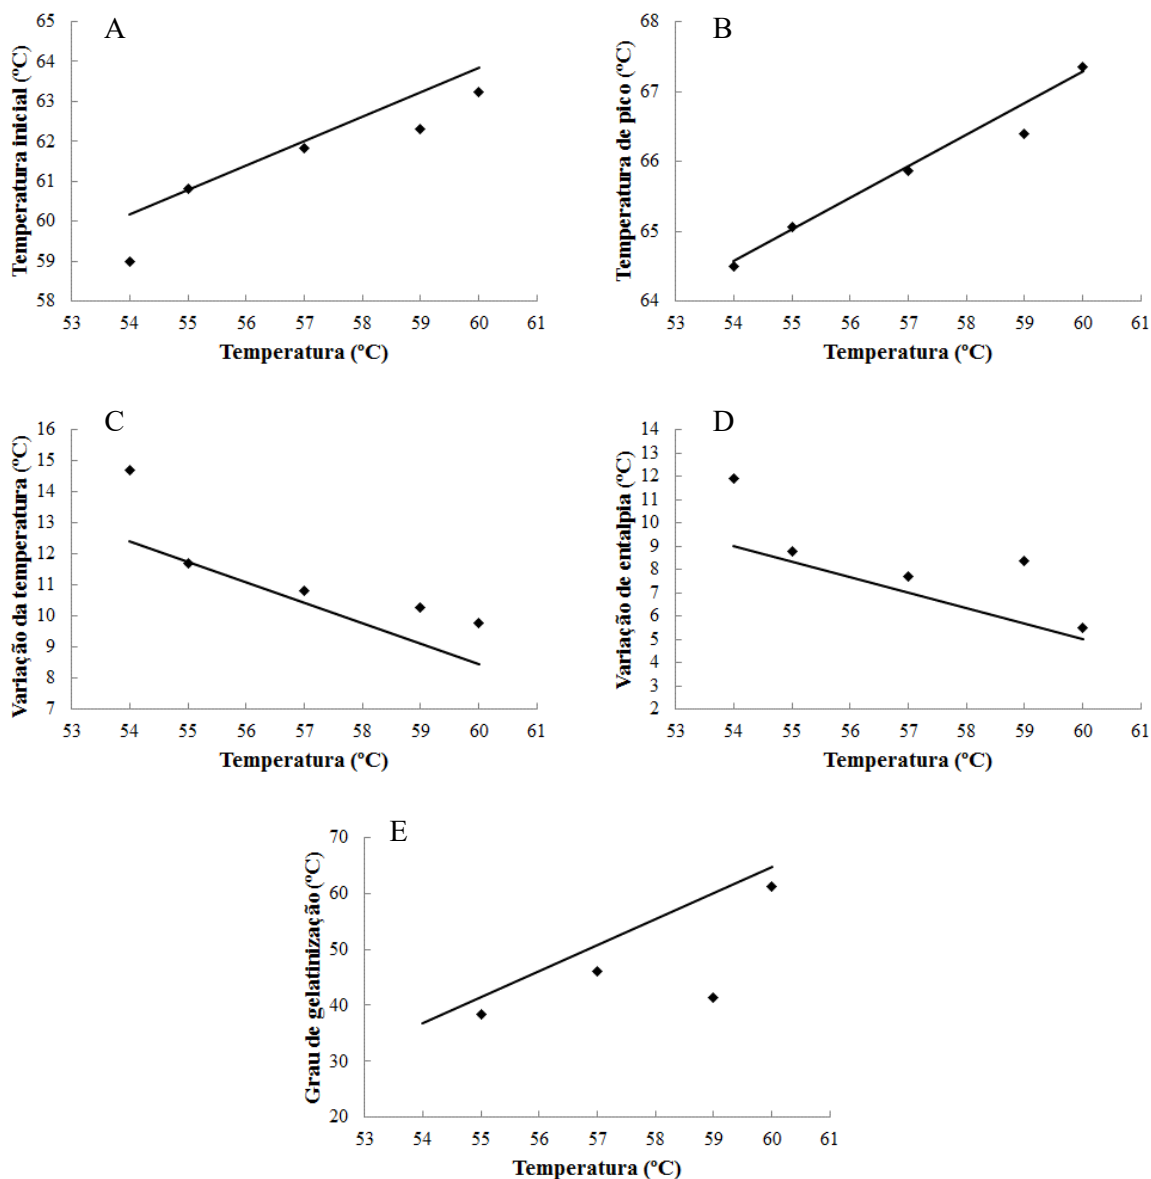 A
Temperatura inicial (ºC)
65
64
63
62
61
60
59
58
53 54 55 56 57 58 59 60 61
Temperatura (ºC)
B
Temperatura de pico (ºC)
68
67
66
65
64
53 54 55 56 57 58 59 60 61
Temperatura (ºC)
C
Variação da temperatura (ºC)
16
15
14
13
12
11
10
9
8
7
53 54 55 56 57 58 59 60 61
Temperatura (ºC)
D
Variação de entalpia (ºC)
14
13
12
11
10
9
8
7
6
5
4
3
2
53 54 55 56 57 58 59 60 61
Temperatura (ºC)
E
Grau de gelatinização (ºC)
70
60
50
40
30
20
53 54 55 56 57 58 59 60 61
Temperatura (ºC)